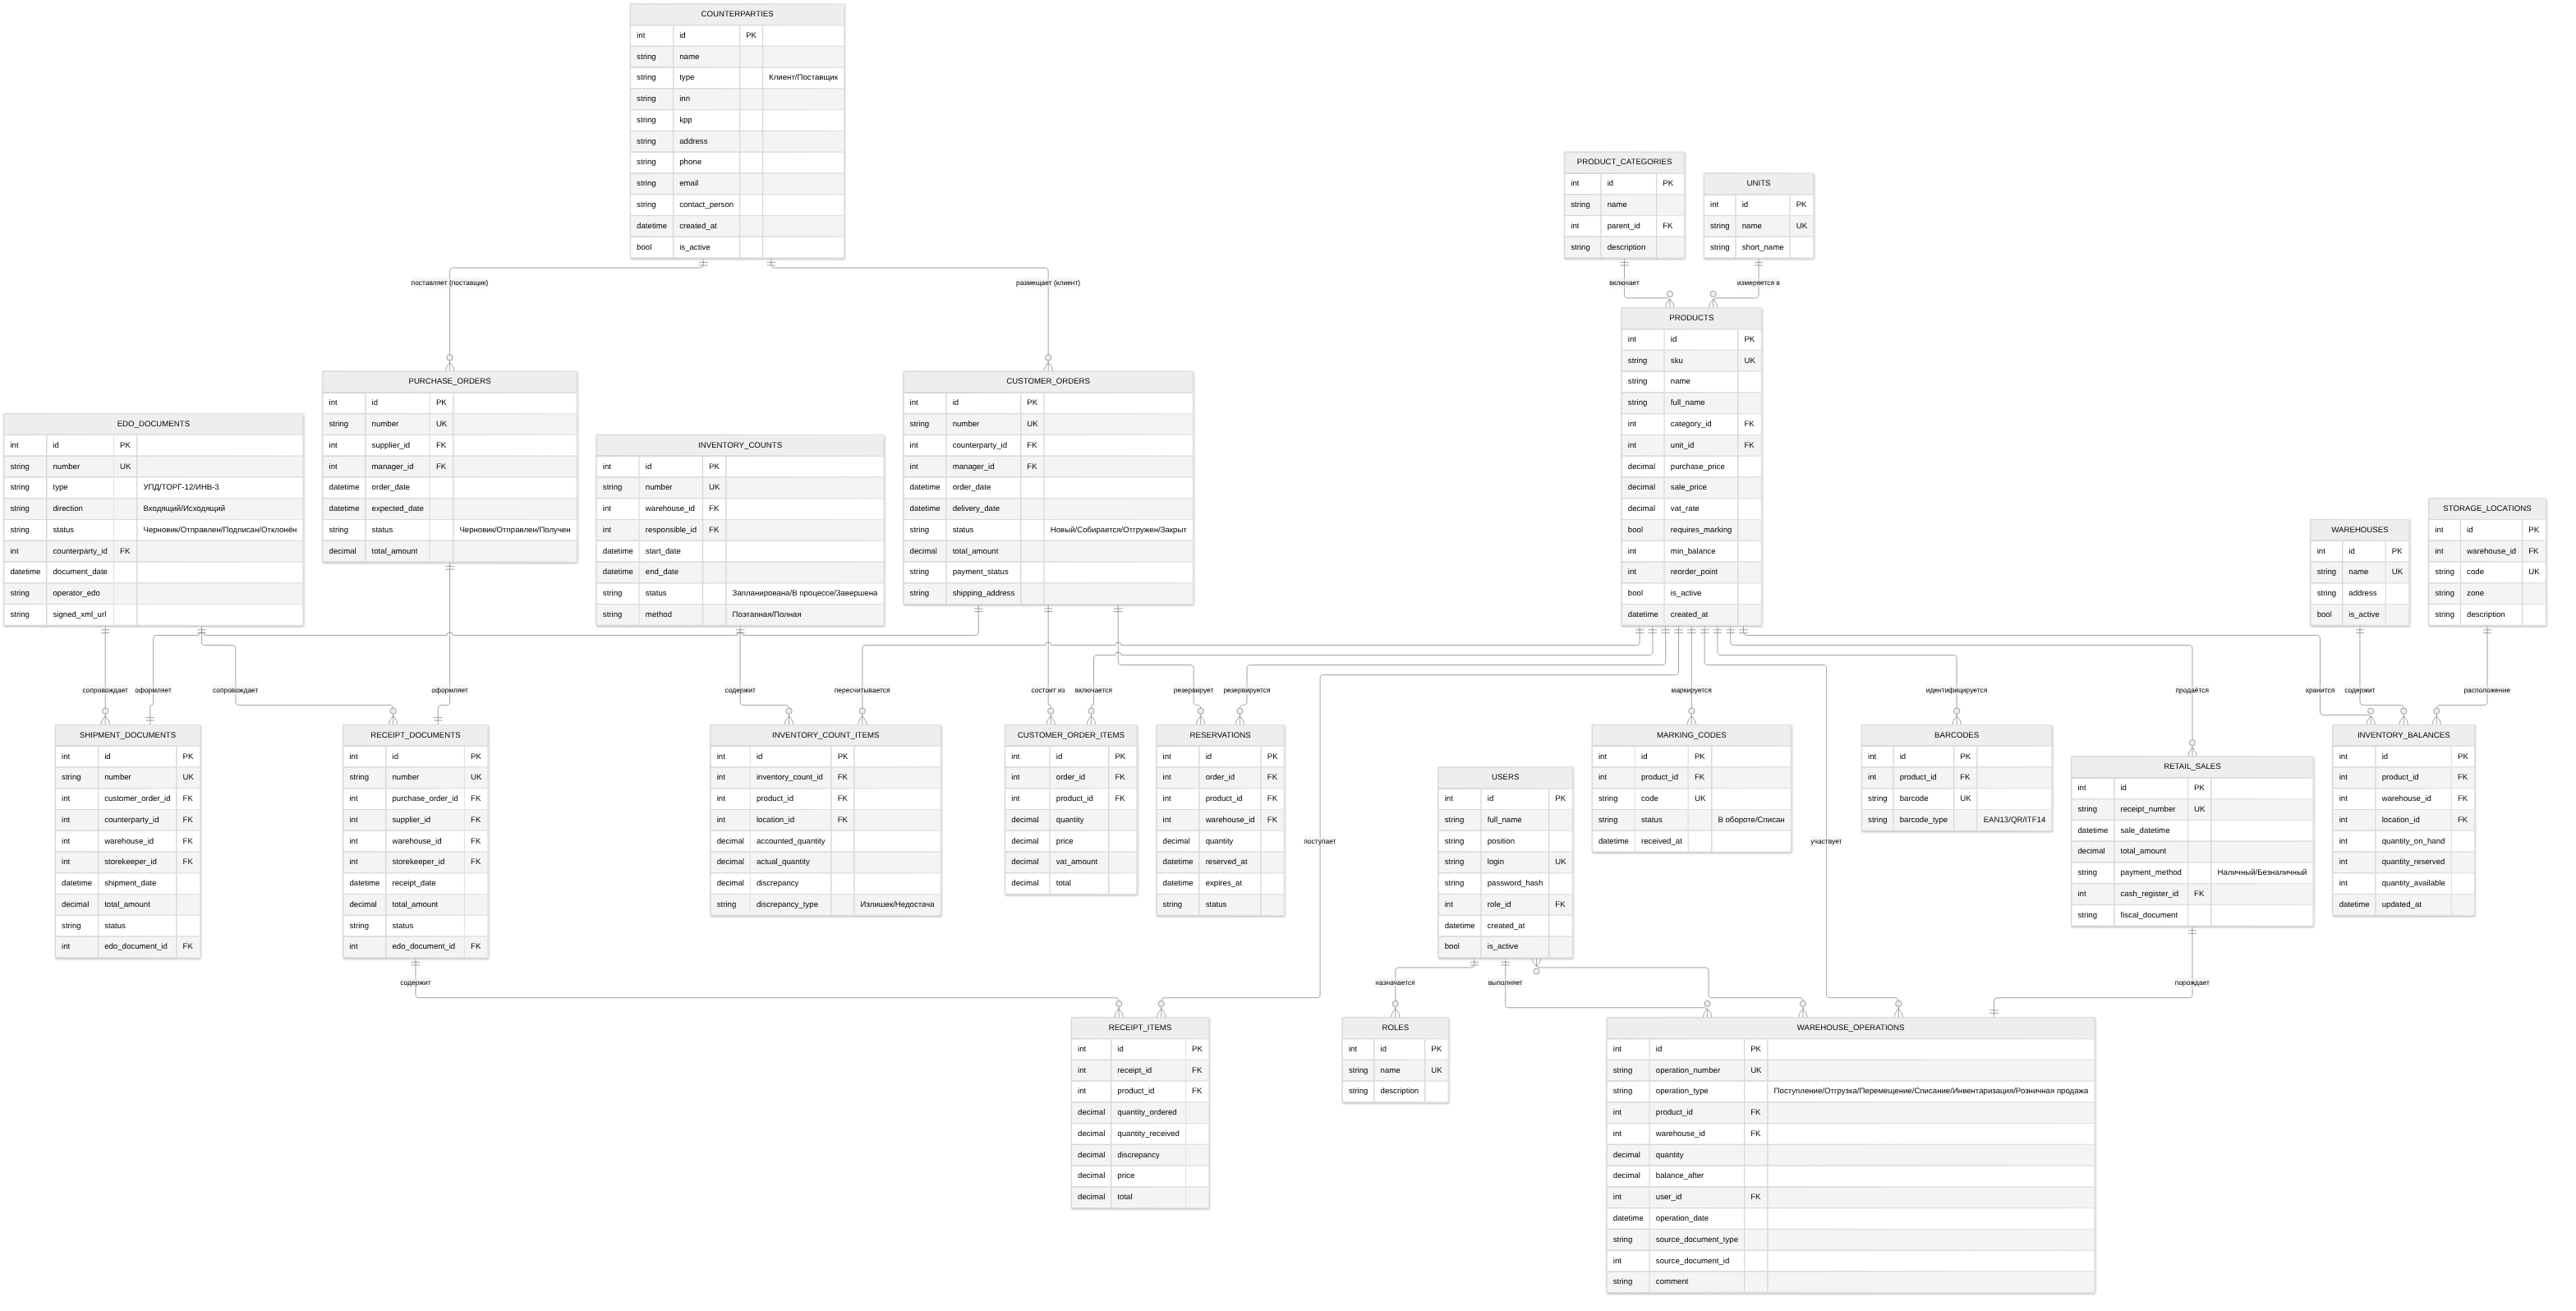 COUNTERPARTIES
int id PK
string name
string type Клиент/Поставщик
string inn
string kpp
string address
string phone
string email
string contact_person
datetime created_at
bool is_active
PRODUCT_CATEGORIES
int id PK
string name
int parent_id FK
string description
UNITS
int id PK
string name UK
string short_name
поставляет (поставщик)
размещает (клиент)
включает
измеряется в
PRODUCTS
int id PK
string sku UK
string name
string full_name
int category_id FK
int unit_id FK
decimal purchase_price
decimal sale_price
decimal vat_rate
bool requires_marking
int min_balance
int reorder_point
bool is_active
datetime created_at
EDO_DOCUMENTS
int id PK
string number UK
string type УПД/ТОРГ-12/ИНВ-3
string direction Входящий/Исходящий
string status Черновик/Отправлен/Подписан/Отклонён
int counterparty_id FK
datetime document_date
string operator_edo
string signed_xml_url
PURCHASE_ORDERS
int id PK
string number UK
int supplier_id FK
int manager_id FK
datetime order_date
datetime expected_date
string status Черновик/Отправлен/Получен
decimal total_amount
INVENTORY_COUNTS
int id PK
string number UK
int warehouse_id FK
int responsible_id FK
datetime start_date
datetime end_date
string status Запланирована/В процессе/Завершена
string method Поэтапная/Полная
CUSTOMER_ORDERS
int id PK
string number UK
int counterparty_id FK
int manager_id FK
datetime order_date
datetime delivery_date
string status Новый/Собирается/Отгружен/Закрыт
decimal total_amount
string payment_status
string shipping_address
WAREHOUSES
int id PK
string name UK
string address
bool is_active
STORAGE_LOCATIONS
int id PK
int warehouse_id FK
string code UK
string zone
string description
сопровождает
оформляет
сопровождает
оформляет
содержит
пересчитывается
состоит из
включается
резервирует
резервируется
маркируется
идентифицируется
продаётся
хранится
содержит
расположение
SHIPMENT_DOCUMENTS
int id PK
string number UK
int customer_order_id FK
int counterparty_id FK
int warehouse_id FK
int storekeeper_id FK
datetime shipment_date
decimal total_amount
string status
int edo_document_id FK
RECEIPT_DOCUMENTS
int id PK
string number UK
int purchase_order_id FK
int supplier_id FK
int warehouse_id FK
int storekeeper_id FK
datetime receipt_date
decimal total_amount
string status
int edo_document_id FK
INVENTORY_COUNT_ITEMS
int id PK
int inventory_count_id FK
int product_id FK
int location_id FK
decimal accounted_quantity
decimal actual_quantity
decimal discrepancy
string discrepancy_type Излишек/Недостача
CUSTOMER_ORDER_ITEMS
int id PK
int order_id FK
int product_id FK
decimal quantity
decimal price
decimal vat_amount
decimal total
RESERVATIONS
int id PK
int order_id FK
int product_id FK
int warehouse_id FK
decimal quantity
datetime reserved_at
datetime expires_at
string status
поступает
USERS
int id PK
string full_name
string position
string login UK
string password_hash
int role_id FK
datetime created_at
bool is_active
MARKING_CODES
int id PK
int product_id FK
string code UK
string status В обороте/Списан
datetime received_at
участвует
BARCODES
int id PK
int product_id FK
string barcode UK
string barcode_type EAN13/QR/ITF14
RETAIL_SALES
int id PK
string receipt_number UK
datetime sale_datetime
decimal total_amount
string payment_method Наличный/Безналичный
int cash_register_id FK
string fiscal_document
INVENTORY_BALANCES
int id PK
int product_id FK
int warehouse_id FK
int location_id FK
int quantity_on_hand
int quantity_reserved
int quantity_available
datetime updated_at
содержит
назначается
выполняет
порождает
RECEIPT_ITEMS
int id PK
int receipt_id FK
int product_id FK
decimal quantity_ordered
decimal quantity_received
decimal discrepancy
decimal price
decimal total
ROLES
int id PK
string name UK
string description
WAREHOUSE_OPERATIONS
int id PK
string operation_number UK
string operation_type Поступление/Отгрузка/Перемещение/Списание/Инвентаризация/Розничная продажа
int product_id FK
int warehouse_id FK
decimal quantity
decimal balance_after
int user_id FK
datetime operation_date
string source_document_type
int source_document_id
string comment